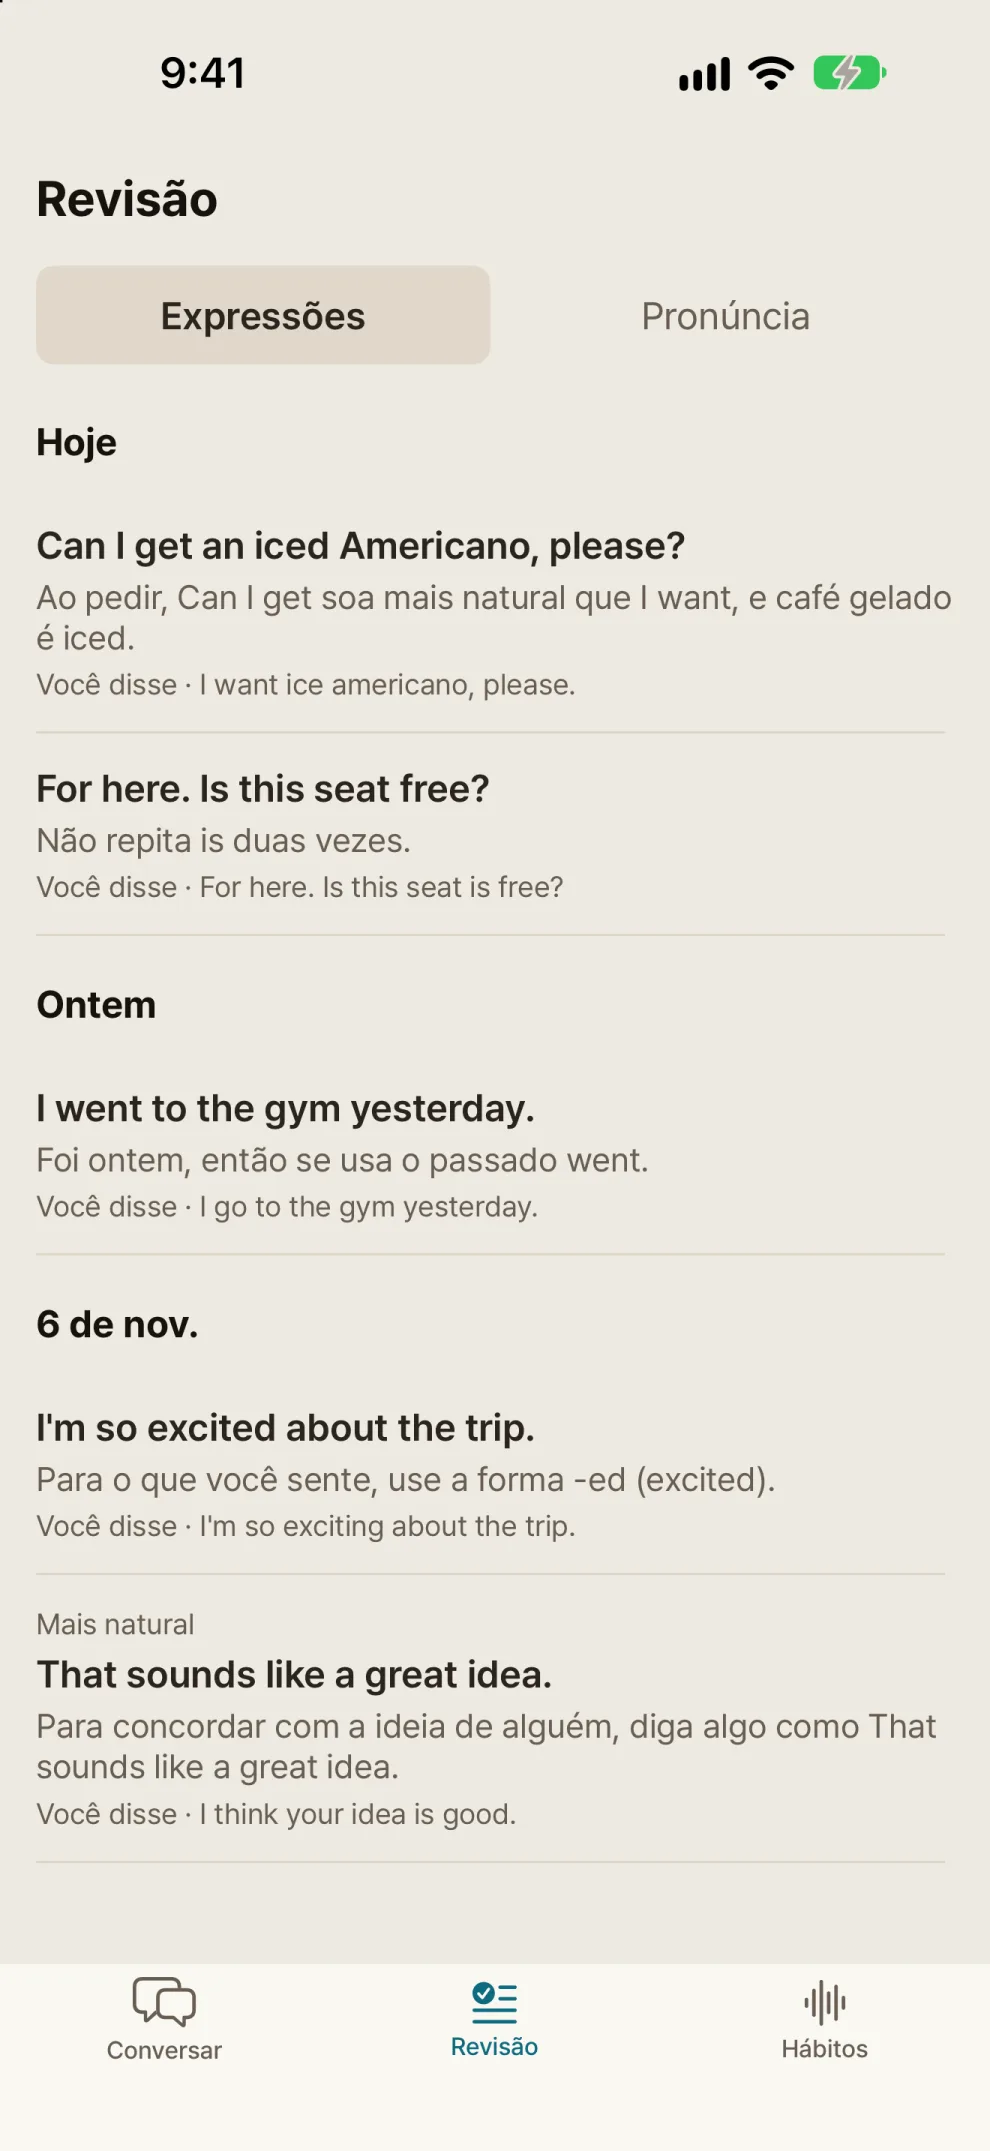 9:41
Revisão
Expressões
Pronúncia
Hoje
Can I get an iced Americano, please?
Ao pedir, Can I get soa mais natural que I want, e café gelado
é iced.
Você disse · I want ice americano, please.
For here. Is this seat free?
Não repita is duas vezes.
Você disse · For here. Is this seat is free?
Ontem
I went to the gym yesterday.
Foi ontem, então se usa o passado went.
Você disse · I go to the gym yesterday.
6 de nov.
I'm so excited about the trip.
Para o que você sente, use a forma -ed (excited).
Você disse · I'm so exciting about the trip.
Mais natural
That sounds like a great idea.
Para concordar com a ideia de alguém, diga algo como That
sounds like a great idea.
Você disse · I think your idea is good.
Conversar
Revisão
Hábitos